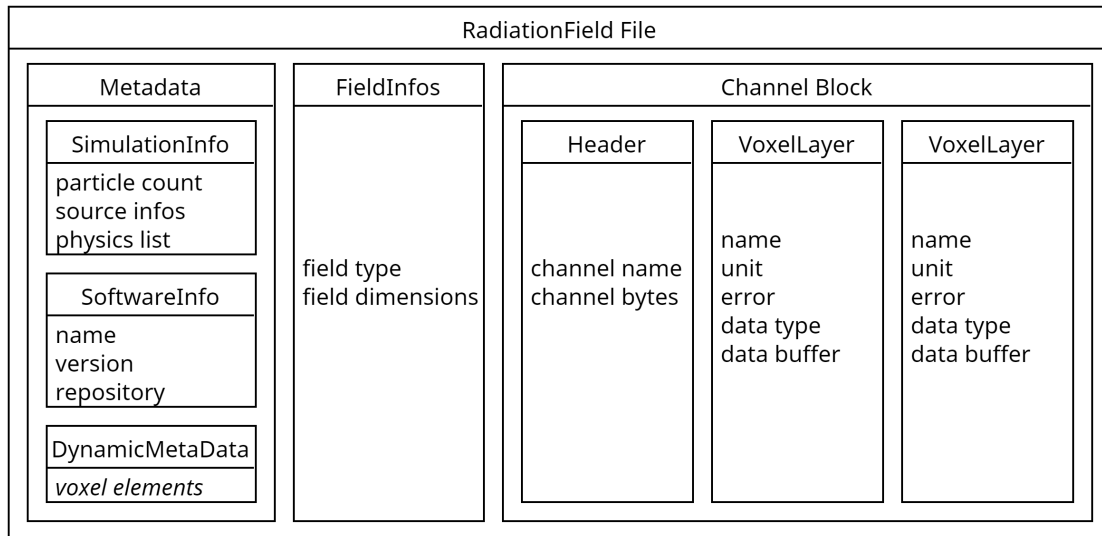 RadiationField File
Metadata
SimulationInfo
particle count
source infos
physics list
SoftwareInfo
name
version
repository
DynamicMetaData
voxel elements
FieldInfos
field type
field dimensions
Channel Block
Header
channel name
channel bytes
VoxelLayer
name
unit
error
data type
data buffer
VoxelLayer
name
unit
error
data type
data buffer